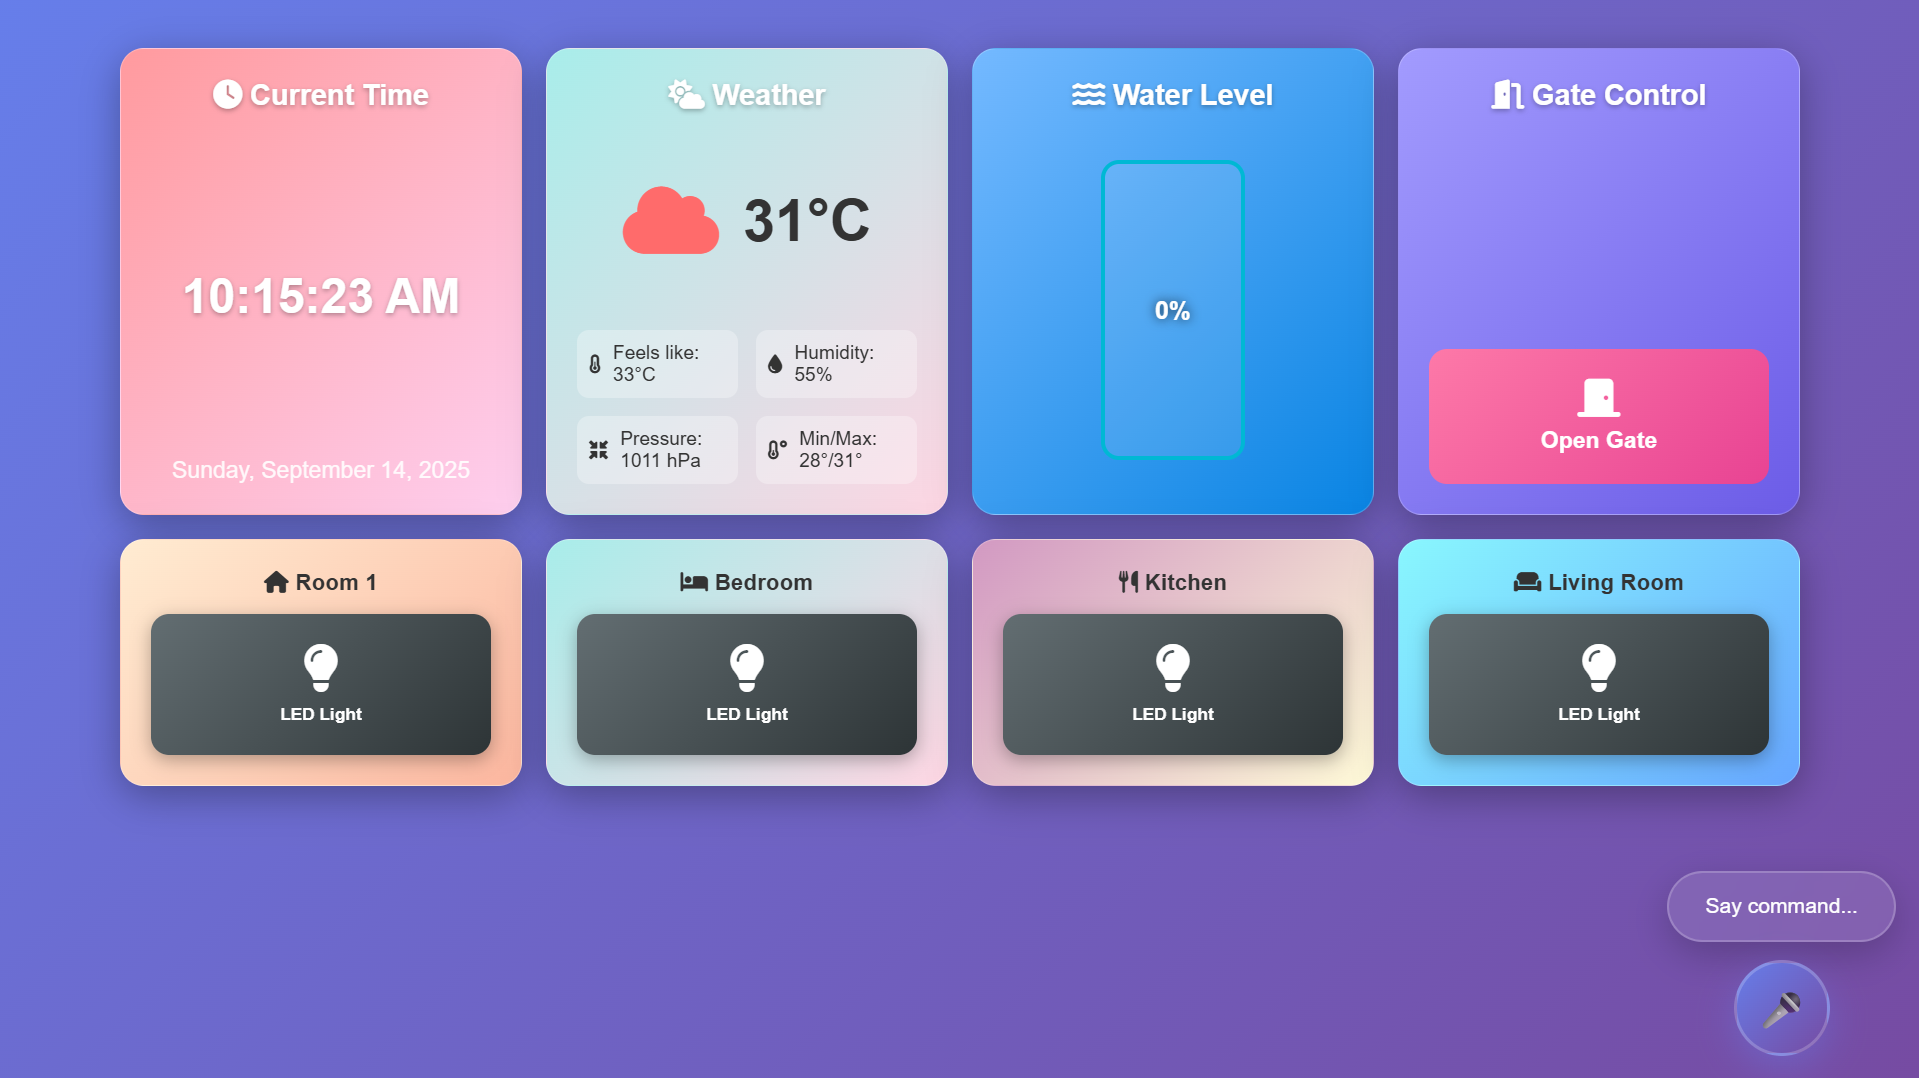 Current Time
10:15:23 AM
Sunday, September 14, 2025
Weather
31°C
Feels like:
33°C
Humidity:
55%
Pressure:
1011 hPa
Min/Max:
28°/31°
Water Level
0%
Gate Control
Open Gate
Room 1
LED Light
Bedroom
LED Light
Kitchen
LED Light
Living Room
LED Light
Say command...